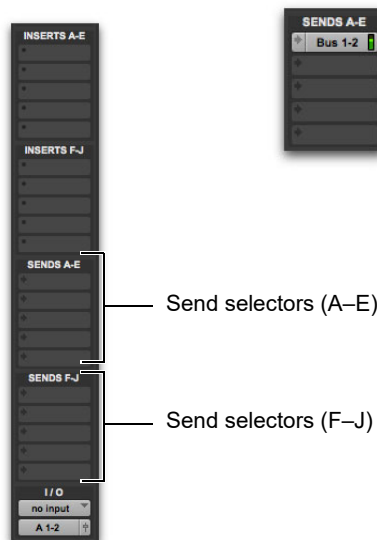 INSERTS A-E
INSERTS F-J
SENDS A-E
Send selectors (A–E)
SENDS F-J
Send selectors (F–J)
I / O
no input
A 1-2
SENDS A-E
Bus 1-2